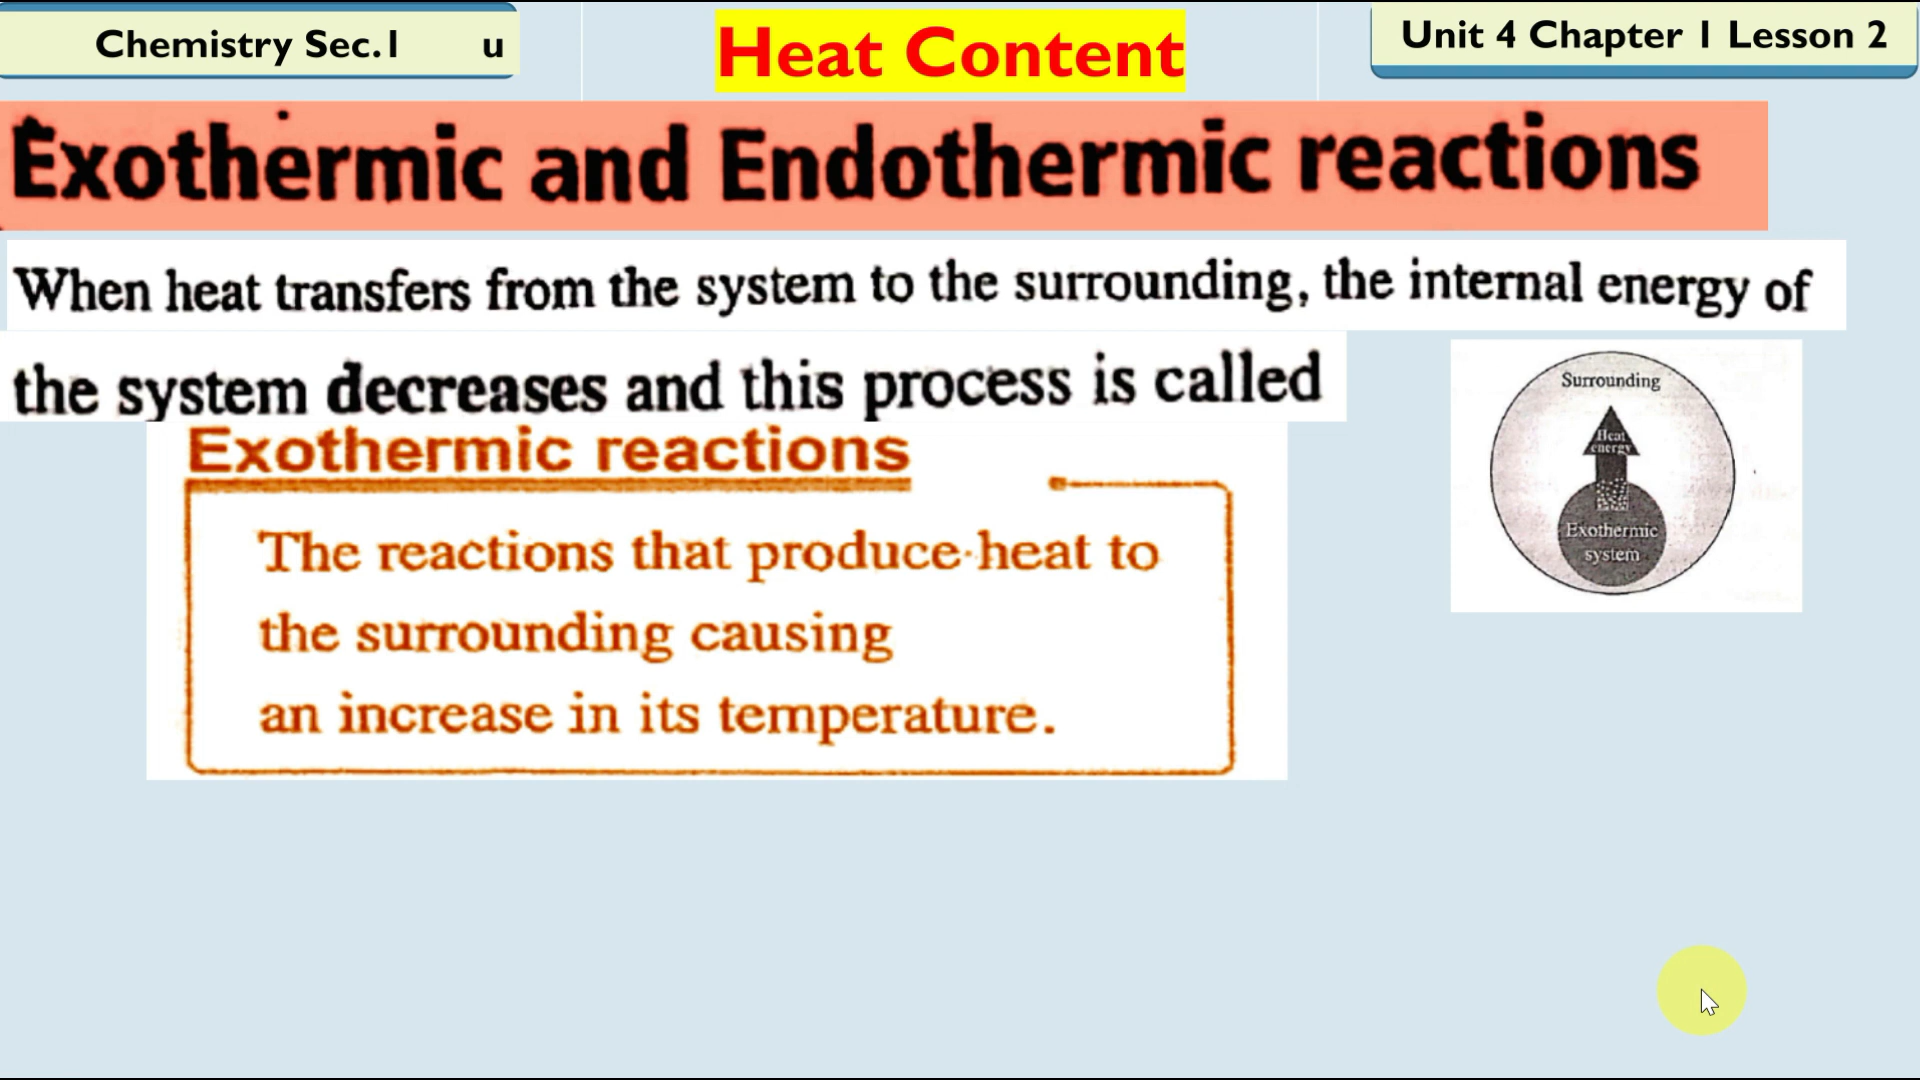 Chemistry Sec.1 u
Heat Content
Unit 4 Chapter 1 Lesson 2
Exothermic and Endothermic reactions
When heat transfers from the system to the surrounding, the internal energy of
the system decreases and this process is called
Exothermic reactions
The reactions that produce heat to
the surrounding causing
an increase in its temperature.
Surrounding
Heat
energy
Exothermic
system